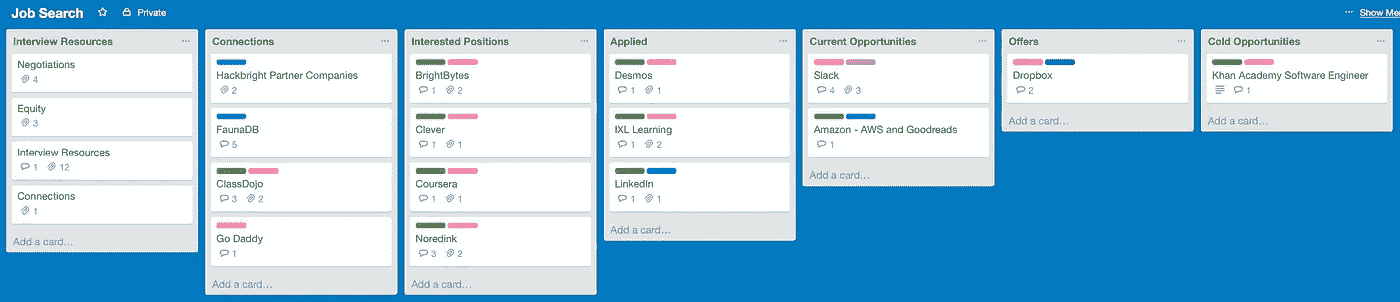 Job Search Private Show Me
Interview Resources
Negotiations
4
Equity
3
Interview Resources
1 12
Connections
1
Add a card...
Connections
Hackbright Partner Companies
2
FaunaDB
5
ClassDojo
3 2
Go Daddy
1
Add a card...
Interested Positions
BrightBytes
1 2
Clever
1 1
Coursera
1 1
Noredink
3 2
Add a card...
Applied
Desmos
1 1
IXL Learning
1 2
LinkedIn
1 1
Add a card...
Current Opportunities
Slack
4 3
Amazon - AWS and Goodreads
1
Add a card...
Offers
Dropbox
2
Add a card...
Cold Opportunities
Khan Academy Software Engineer
1
Add a card...